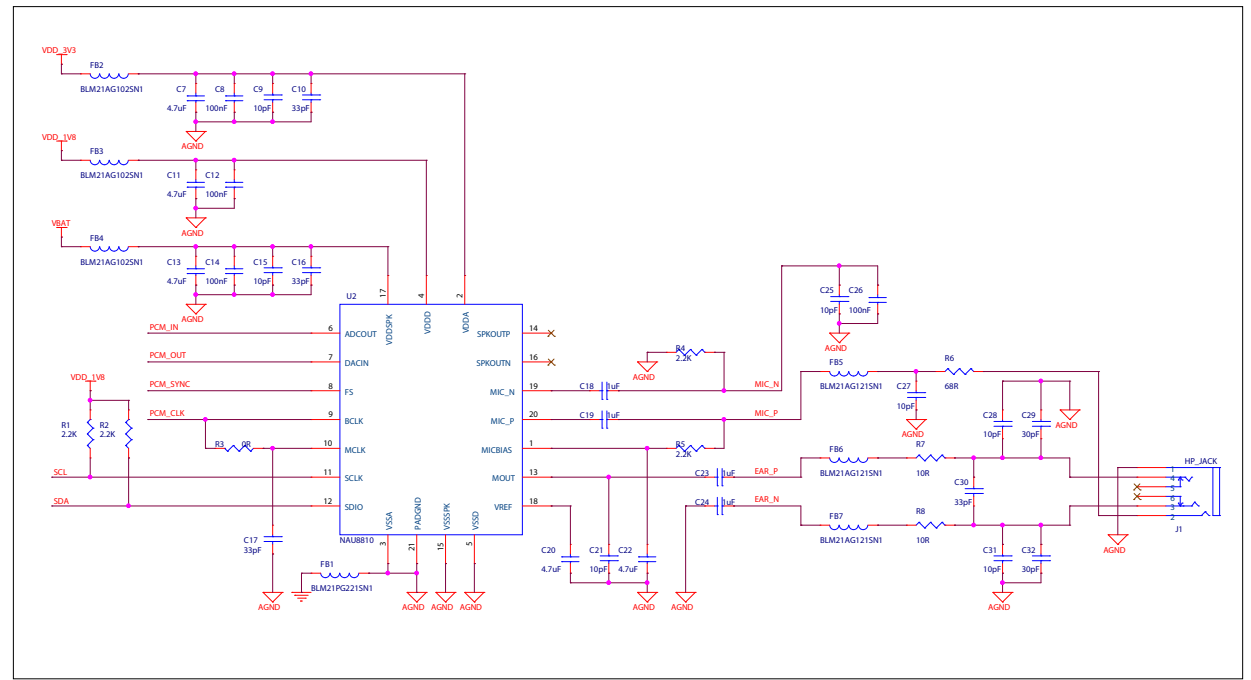 VDD_3V3
FB2
BLM21AG102SN1
C7 C8 C9 C10
4.7uF 100nF 10pF 33pF
AGND
VDD_1V8
FB3
BLM21AG102SN1
C11 C12
4.7uF 100nF
AGND
VBAT
FB4
BLM21AG102SN1
C13 C14 C15 C16
4.7uF 100nF 10pF 33pF
AGND
U2
17 4 2
VDDSPK VDDD VDDA
PCM_IN 6 ADCOUT
PCM_OUT 7 DACIN
PCM_SYNC 8 FS
PCM_CLK 9 BCLK
R3 0R 10 MCLK
SCL 11 SCLK
SDA 12 SDIO
VDD_1V8
R1 R2
2.2K 2.2K
C17
33pF
AGND
SPKOUTP 14
SPKOUTN 16
MIC_N 19
MIC_P 20
MICBIAS 1
MOUT 13
VREF 18
VSSA PADGND VSSSPK VSSD
3 21 15 5
NAU8810
FB1
BLM21PG221SN1
AGND AGND AGND
C18 1uF
C19 1uF
AGND
R4
2.2K
R5
2.2K
MIC_N
MIC_P
C23 1uF EAR_P
C24 1uF EAR_N
C20 C21 C22
4.7uF 10pF 4.7uF
AGND
AGND
C25 C26
10pF 100nF
AGND
FB5
BLM21AG121SN1
C27
10pF
AGND
R6
68R
FB6
BLM21AG121SN1
R7
10R
FB7
BLM21AG121SN1
R8
10R
C28 C29
10pF 30pF
AGND
C30
33pF
C31 C32
10pF 30pF
AGND
AGND
HP_JACK
1
4
5
6
3
2
J1